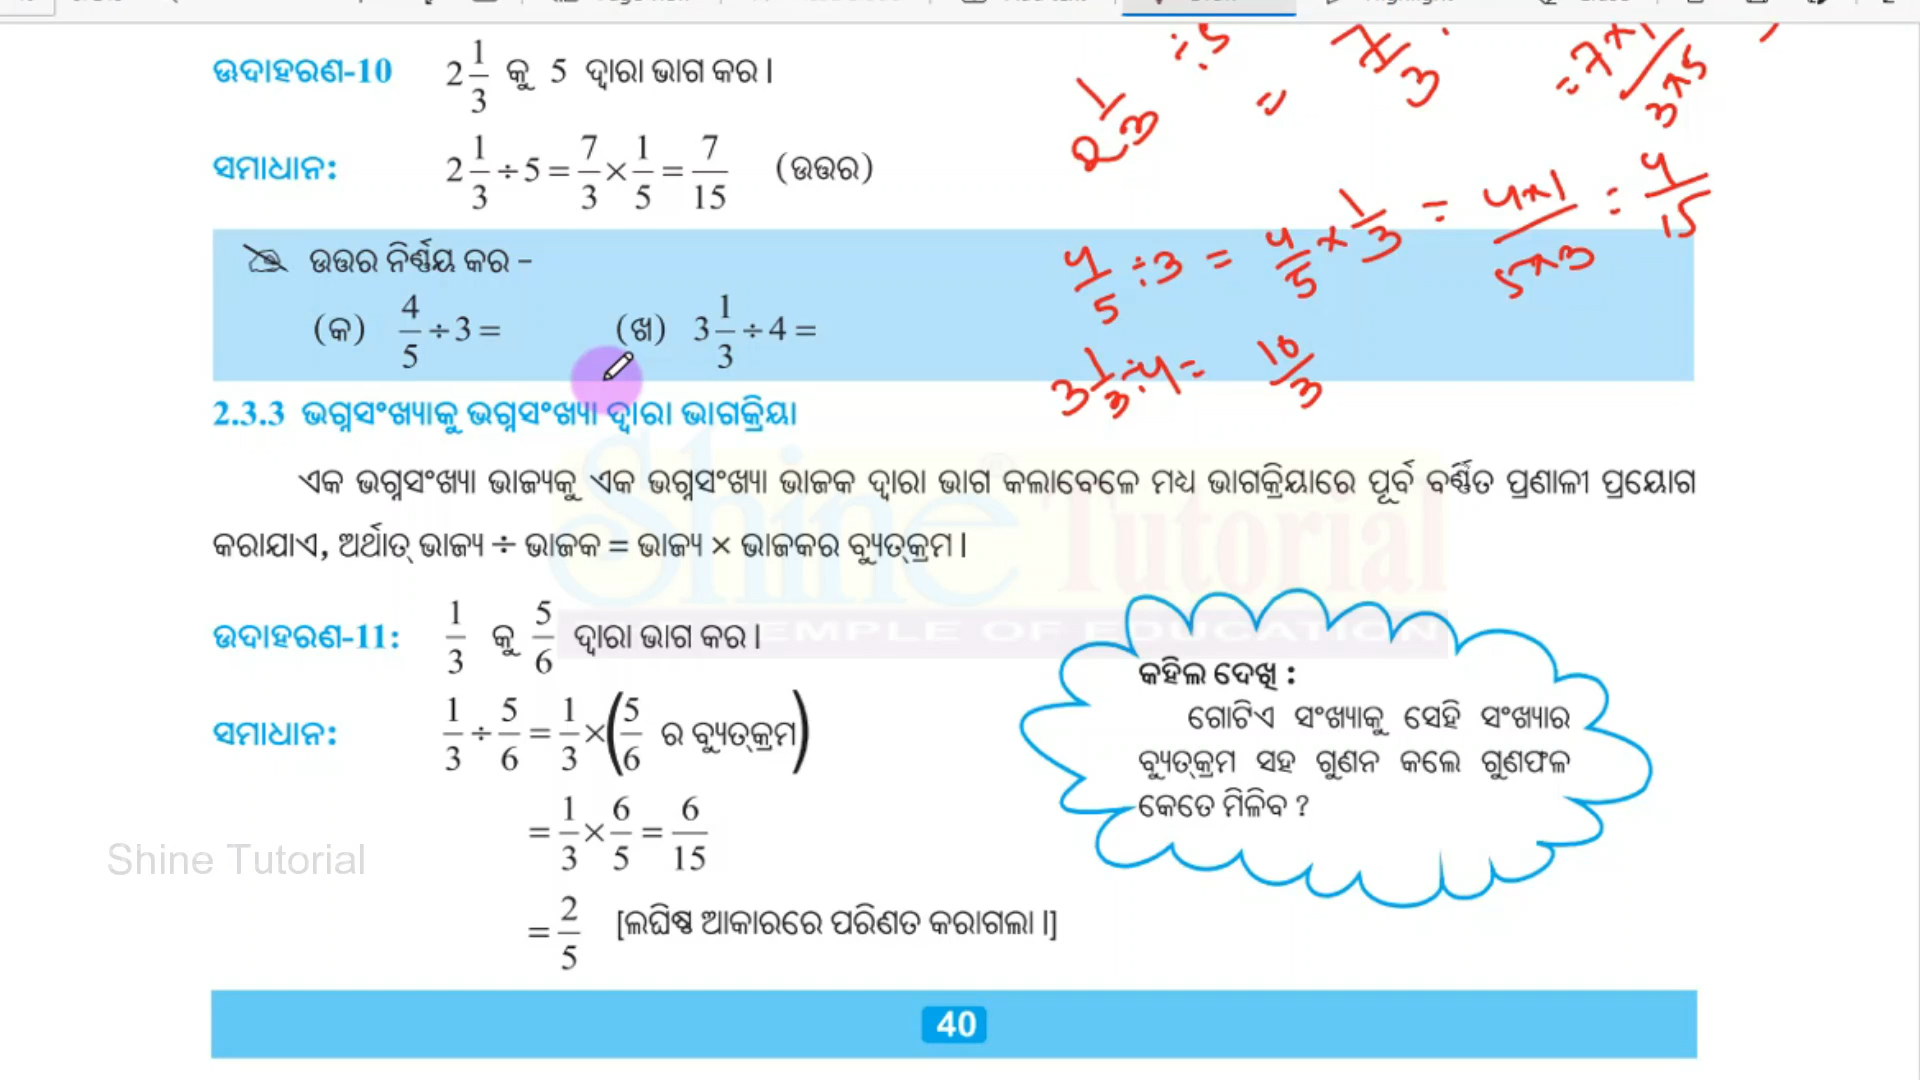 ଉଦାହରଣ-10 2 1/3 କୁ 5 ଦ୍ୱାରା ଭାଗ କର ।
ସମାଧାନ: 2 1/3 ÷ 5 = 7/3 × 1/5 = 7/15 (ଉତ୍ତର)
ଉତ୍ତର ନିର୍ଣ୍ଣୟ କର –
(କ) 4/5 ÷ 3 = (ଖ) 3 1/3 ÷ 4 =
2 1/3 ÷ 5 = 7/3 = 7×1/3×5
4/5 ÷ 3 = 4/5 × 1/3 = 4×1/5×3 = 4/15
3 1/3 ÷ 4 = 10/3
2.3.3 ଭଗ୍ନସଂଖ୍ୟାକୁ ଭଗ୍ନସଂଖ୍ୟା ଦ୍ୱାରା ଭାଗକ୍ରିୟା
ଏକ ଭଗ୍ନସଂଖ୍ୟା ଭାଜ୍ୟକୁ ଏକ ଭଗ୍ନସଂଖ୍ୟା ଭାଜକ ଦ୍ୱାରା ଭାଗ କଲାବେଳେ ମଧ୍ୟ ଭାଗକ୍ରିୟାରେ ପୂର୍ବ ବର୍ଣ୍ଣିତ ପ୍ରଣାଳୀ ପ୍ରୟୋଗ
କରାଯାଏ, ଅର୍ଥାତ୍ ଭାଜ୍ୟ ÷ ଭାଜକ = ଭାଜ୍ୟ × ଭାଜକର ବ୍ୟୁତ୍‌କ୍ରମ ।
Shine Tutorial
TEMPLE OF EDUCATION
ଉଦାହରଣ-11: 1/3 କୁ 5/6 ଦ୍ୱାରା ଭାଗ କର ।
ସମାଧାନ: 1/3 ÷ 5/6 = 1/3 × (5/6 ର ବ୍ୟୁତ୍‌କ୍ରମ)
= 1/3 × 6/5 = 6/15
= 2/5 [ଲଘିଷ୍ଠ ଆକାରରେ ପରିଣତ କରାଗଲା ।]
କହିଲ ଦେଖି :
ଗୋଟିଏ ସଂଖ୍ୟାକୁ ସେହି ସଂଖ୍ୟାର
ବ୍ୟୁତ୍‌କ୍ରମ ସହ ଗୁଣନ କଲେ ଗୁଣଫଳ
କେତେ ମିଳିବ ?
Shine Tutorial
40